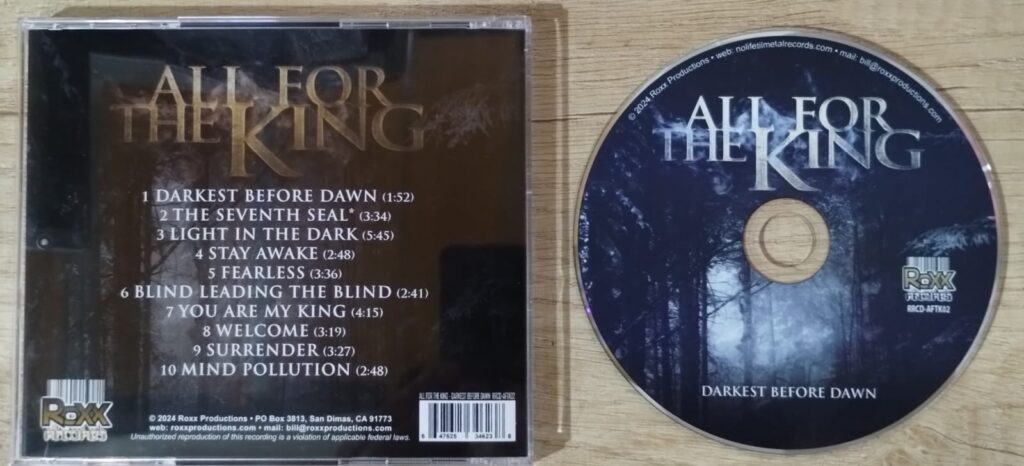 ALL FOR
THE KING
1 DARKEST BEFORE DAWN (1:52)
2 THE SEVENTH SEAL* (3:34)
3 LIGHT IN THE DARK (5:45)
4 STAY AWAKE (2:48)
5 FEARLESS (3:36)
6 BLIND LEADING THE BLIND (2:41)
7 YOU ARE MY KING (4:15)
8 WELCOME (3:19)
9 SURRENDER (3:27)
10 MIND POLLUTION (2:48)
ROXX
RECORDS
© 2024 Roxx Productions • PO Box 3813, San Dimas, CA 91773
web: roxxproductions.com • mail: bill@roxxproductions.com
Unauthorized reproduction of this recording is a violation of applicable federal laws.
ALL FOR THE KING - DARKEST BEFORE DAWN RRCD-AFTK02
© 2024 Roxx Productions • web: nolifetilmetalrecords.com • mail: bill@roxxproductions.com
ALL FOR
THE KING
ROXX
RECORDS
RRCD-AFTK02
DARKEST BEFORE DAWN